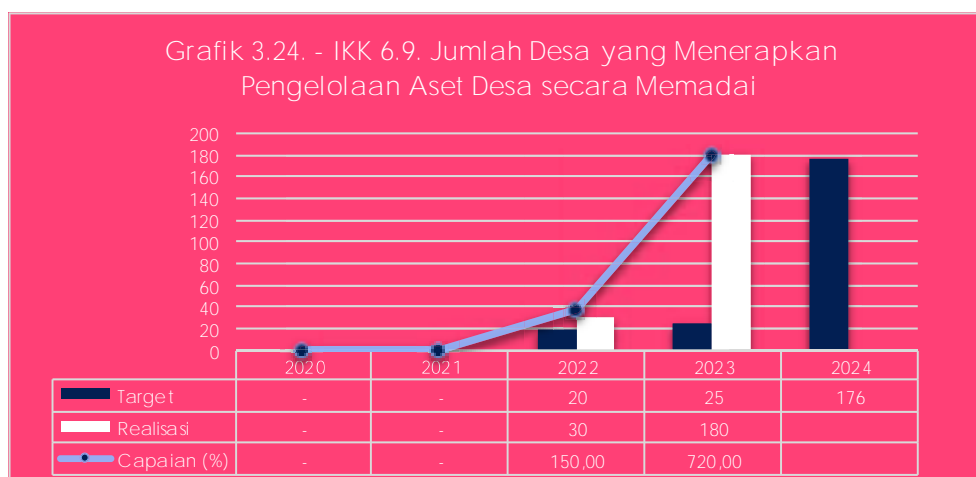 Grafik 3.24. - IKK 6.9. Jumlah Desa yang Menerapkan
Pengelolaan Aset Desa secara Memadai
200
180
160
140
120
100
80
60
40
20
0
2020 2021 2022 2023 2024
Target - - 20 25 176
Realisasi - - 30 180
Capaian (%) - - 150,00 720,00